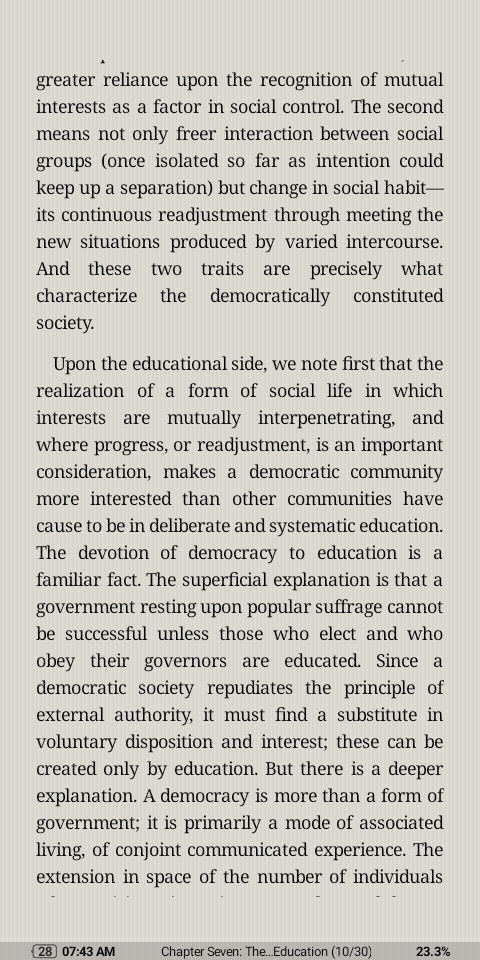 greater reliance upon the recognition of mutual
interests as a factor in social control. The second
means not only freer interaction between social
groups (once isolated so far as intention could
keep up a separation) but change in social habit—
its continuous readjustment through meeting the
new situations produced by varied intercourse.
And these two traits are precisely what
characterize the democratically constituted
society.
Upon the educational side, we note first that the
realization of a form of social life in which
interests are mutually interpenetrating, and
where progress, or readjustment, is an important
consideration, makes a democratic community
more interested than other communities have
cause to be in deliberate and systematic education.
The devotion of democracy to education is a
familiar fact. The superficial explanation is that a
government resting upon popular suffrage cannot
be successful unless those who elect and who
obey their governors are educated. Since a
democratic society repudiates the principle of
external authority, it must find a substitute in
voluntary disposition and interest; these can be
created only by education. But there is a deeper
explanation. A democracy is more than a form of
government; it is primarily a mode of associated
living, of conjoint communicated experience. The
extension in space of the number of individuals
28 07:43 AM Chapter Seven: The...Education (10/30) 23.3%